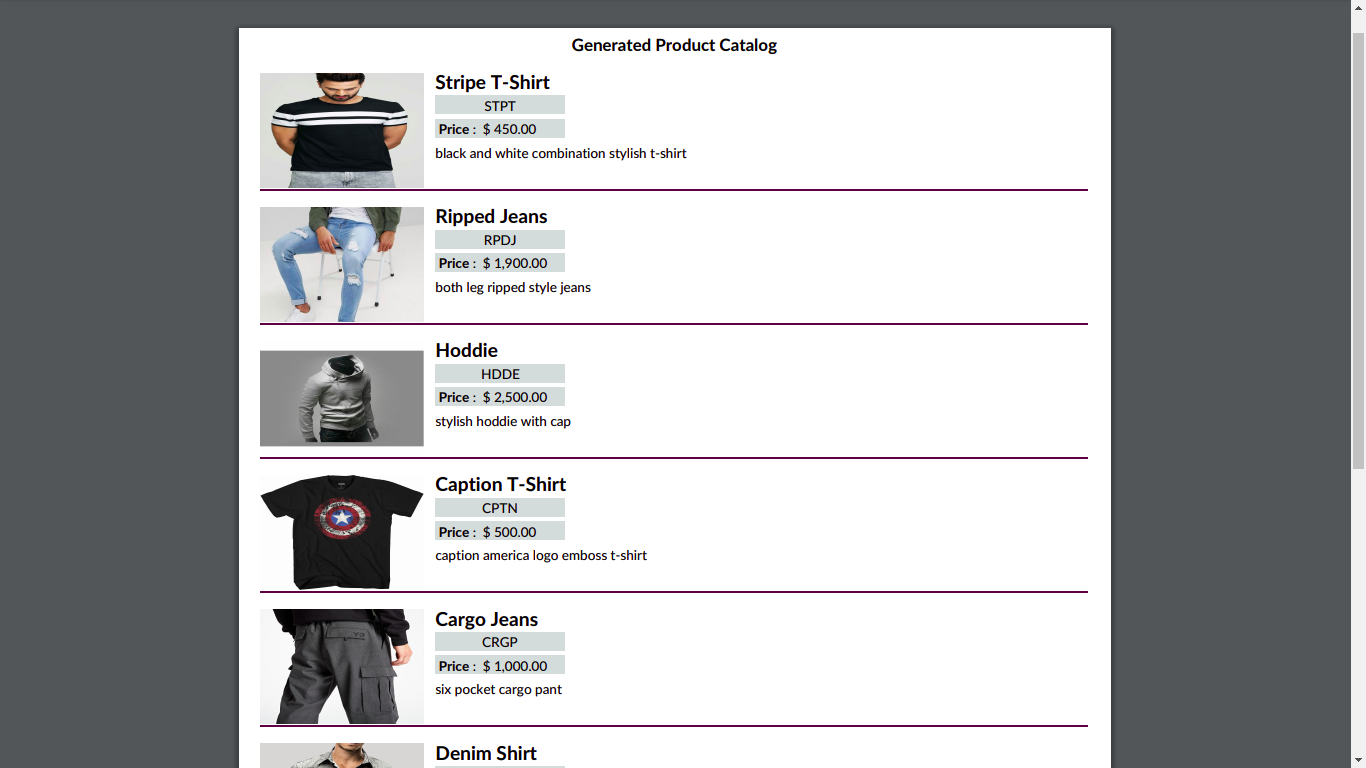 Generated Product Catalog
Stripe T-Shirt
STPT
Price : $ 450.00
black and white combination stylish t-shirt
Ripped Jeans
RPDJ
Price : $ 1,900.00
both leg ripped style jeans
Hoddie
HDDE
Price : $ 2,500.00
stylish hoddie with cap
Caption T-Shirt
CPTN
Price : $ 500.00
caption america logo emboss t-shirt
Cargo Jeans
CRGP
Price : $ 1,000.00
six pocket cargo pant
Denim Shirt